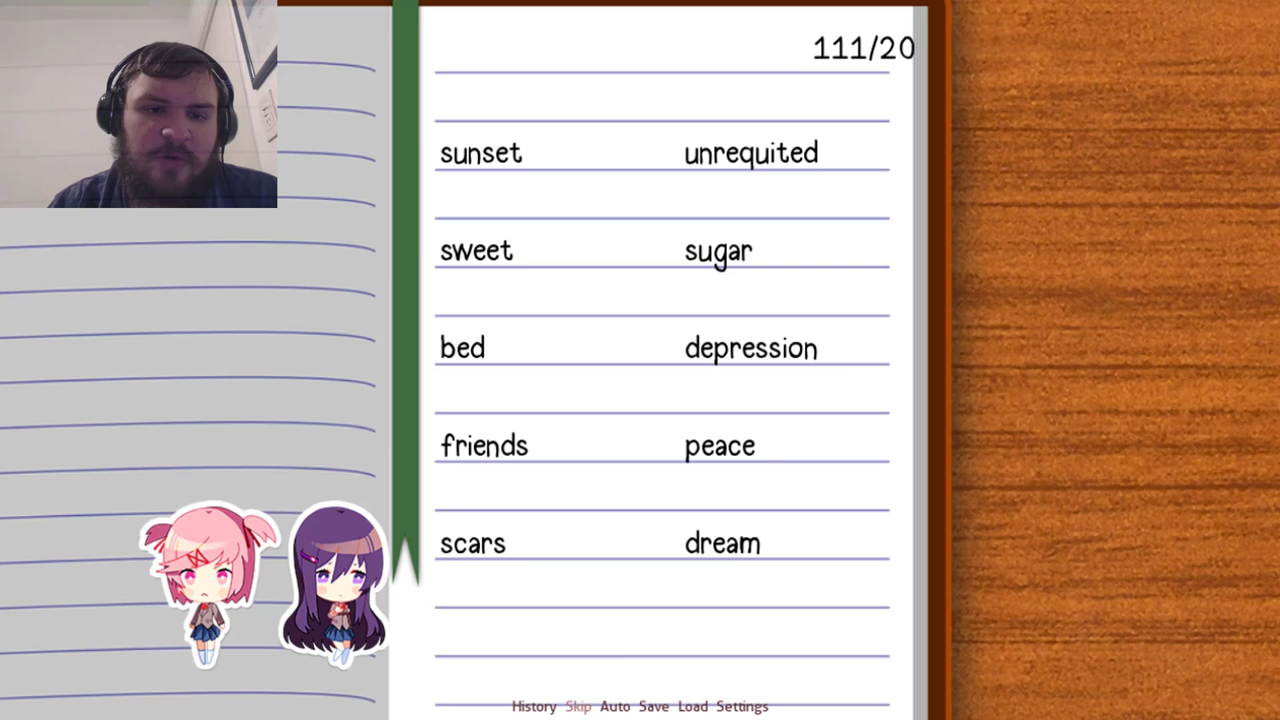 111/20
sunset unrequited
sweet sugar
bed depression
friends peace
scars dream
History Skip Auto Save Load Settings